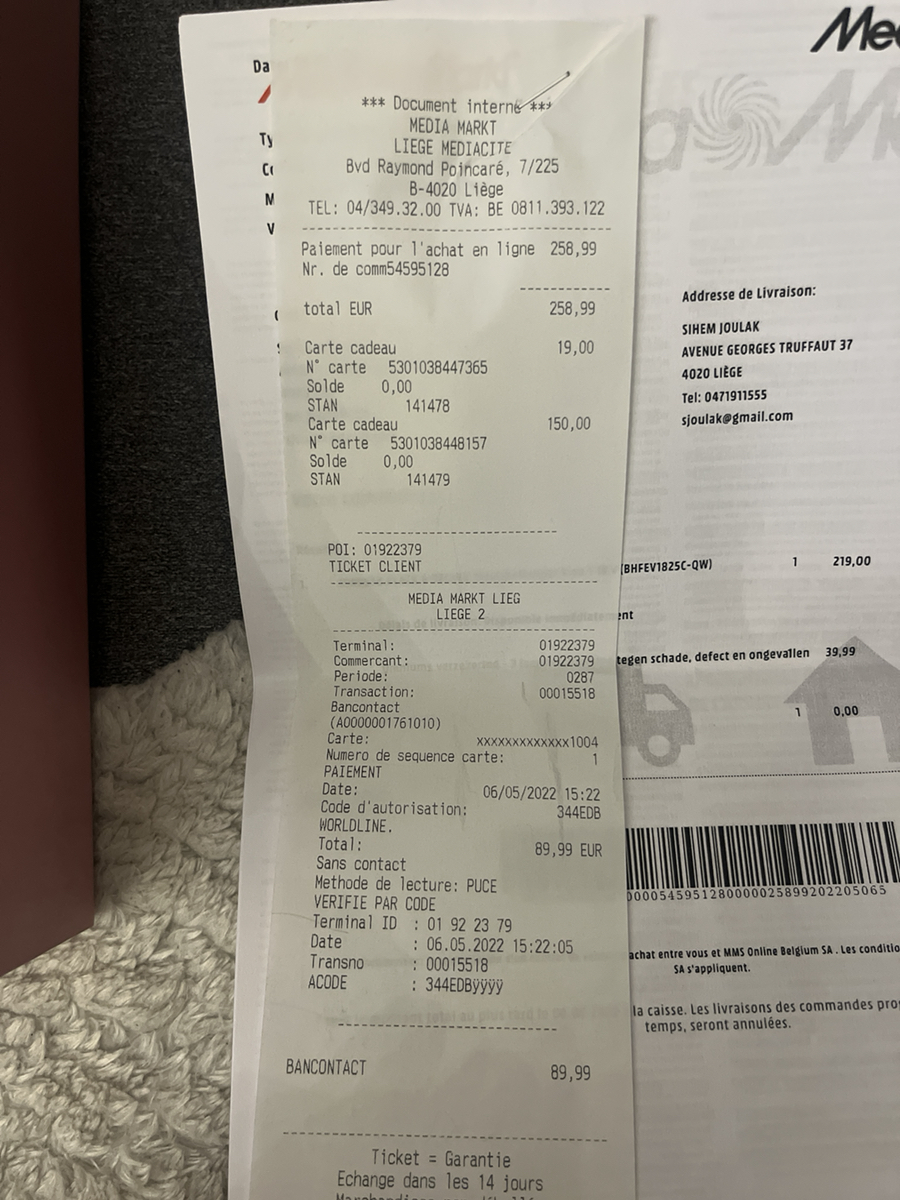 *** Document interne ***
MEDIA MARKT
LIEGE MEDIACITE
Bvd Raymond Poincaré, 7/225
B-4020 Liège
TEL: 04/349.32.00 TVA: BE 0811.393.122
Paiement pour l'achat en ligne 258,99
Nr. de comm54595128
total EUR 258,99
Carte cadeau 19,00
N° carte 5301038447365
Solde 0,00
STAN 141478
Carte cadeau 150,00
N° carte 5301038448157
Solde 0,00
STAN 141479
POI: 01922379
TICKET CLIENT
MEDIA MARKT LIEG
LIEGE 2
Terminal: 01922379
Commercant: 01922379
Periode: 0287
Transaction: 00015518
Bancontact
(A0000001761010)
Carte: xxxxxxxxxxxxx1004
Numero de sequence carte: 1
PAIEMENT
Date: 06/05/2022 15:22
Code d'autorisation: 344EDB
WORLDLINE.
Total: 89,99 EUR
Sans contact
Methode de lecture: PUCE
VERIFIE PAR CODE
Terminal ID : 01 92 23 79
Date : 06.05.2022 15:22:05
Transno : 00015518
ACODE : 344EDBÿÿÿÿ
BANCONTACT 89,99
Ticket = Garantie
Echange dans les 14 jours
Da
Ty
M
V
Med
Addresse de Livraison:
SIHEM JOULAK
AVENUE GEORGES TRUFFAUT 37
4020 LIÈGE
Tel: 0471911555
sjoulak@gmail.com
(BHFEV1825C-QW) 1 219,00
ent
tegen schade, defect en ongevallen 39,99
1 0,00
0000545951280000025899202205065
achat entre vous et MMS Online Belgium SA . Les conditio
SA s'appliquent.
la caisse. Les livraisons des commandes pro
temps, seront annulées.